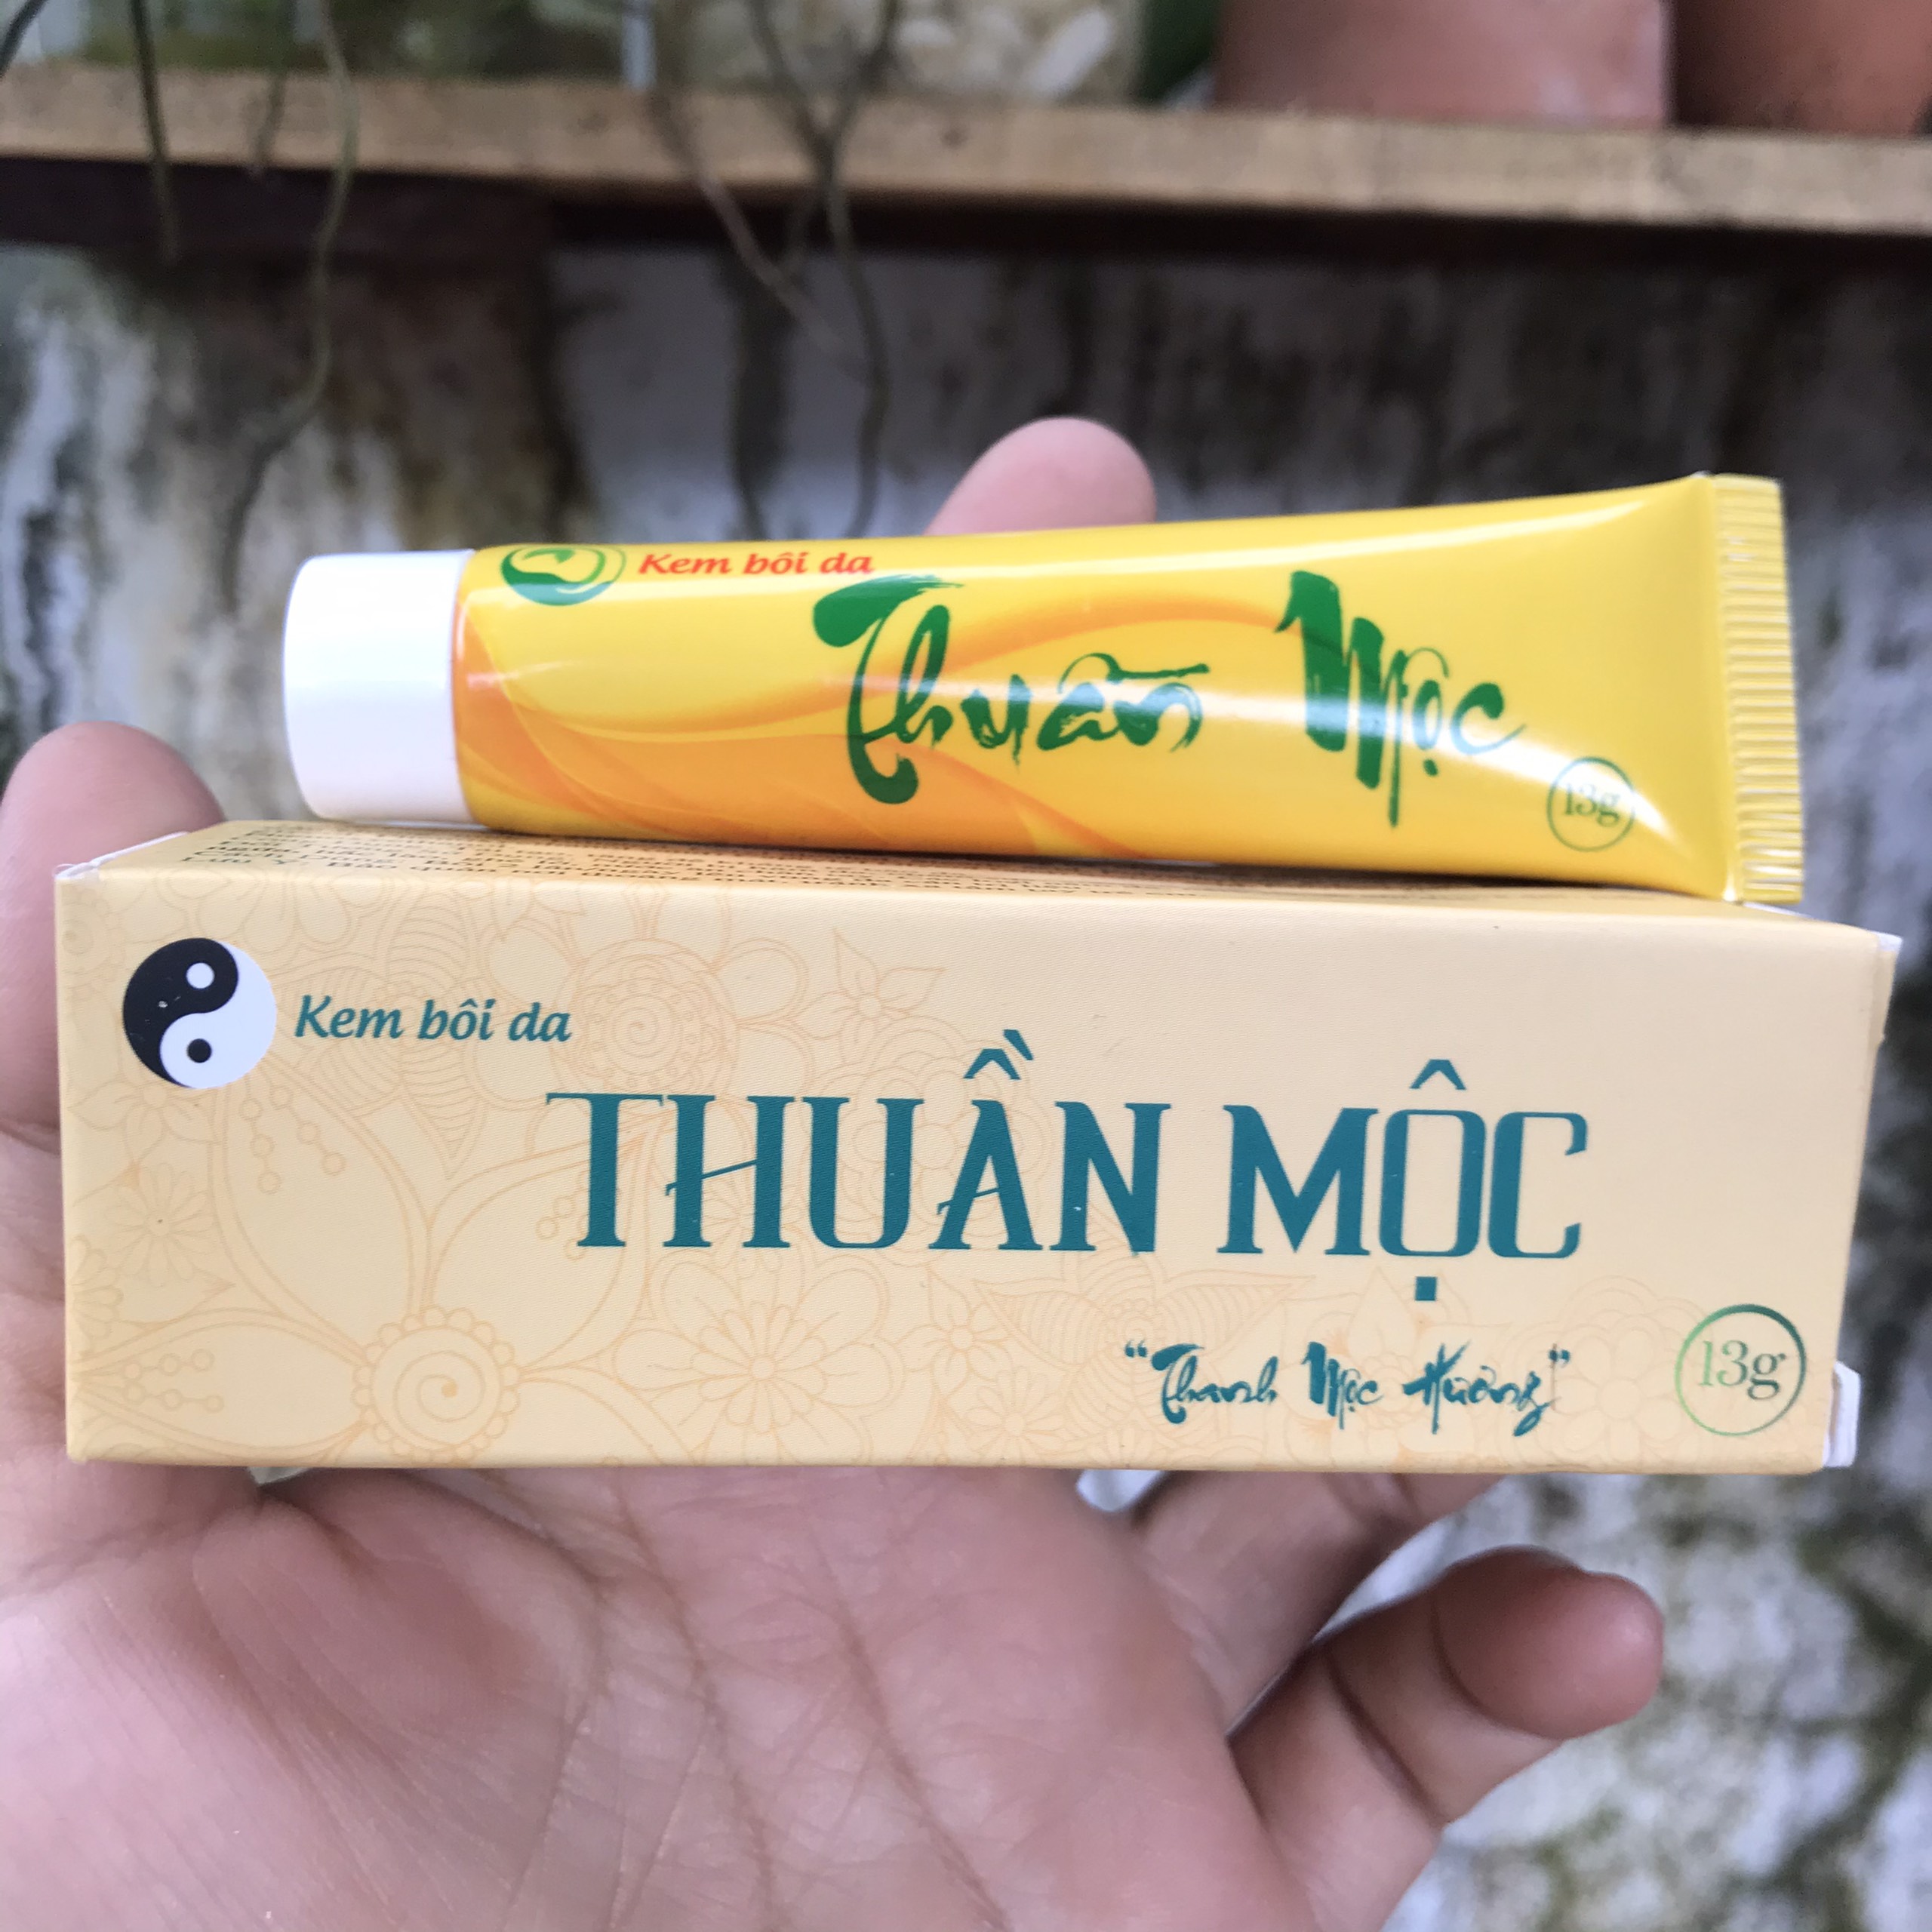 Kem bôi da
Thuần Mộc
13g
Kem bôi da
THUẦN MỘC
"Thanh Mộc Hương"
13g